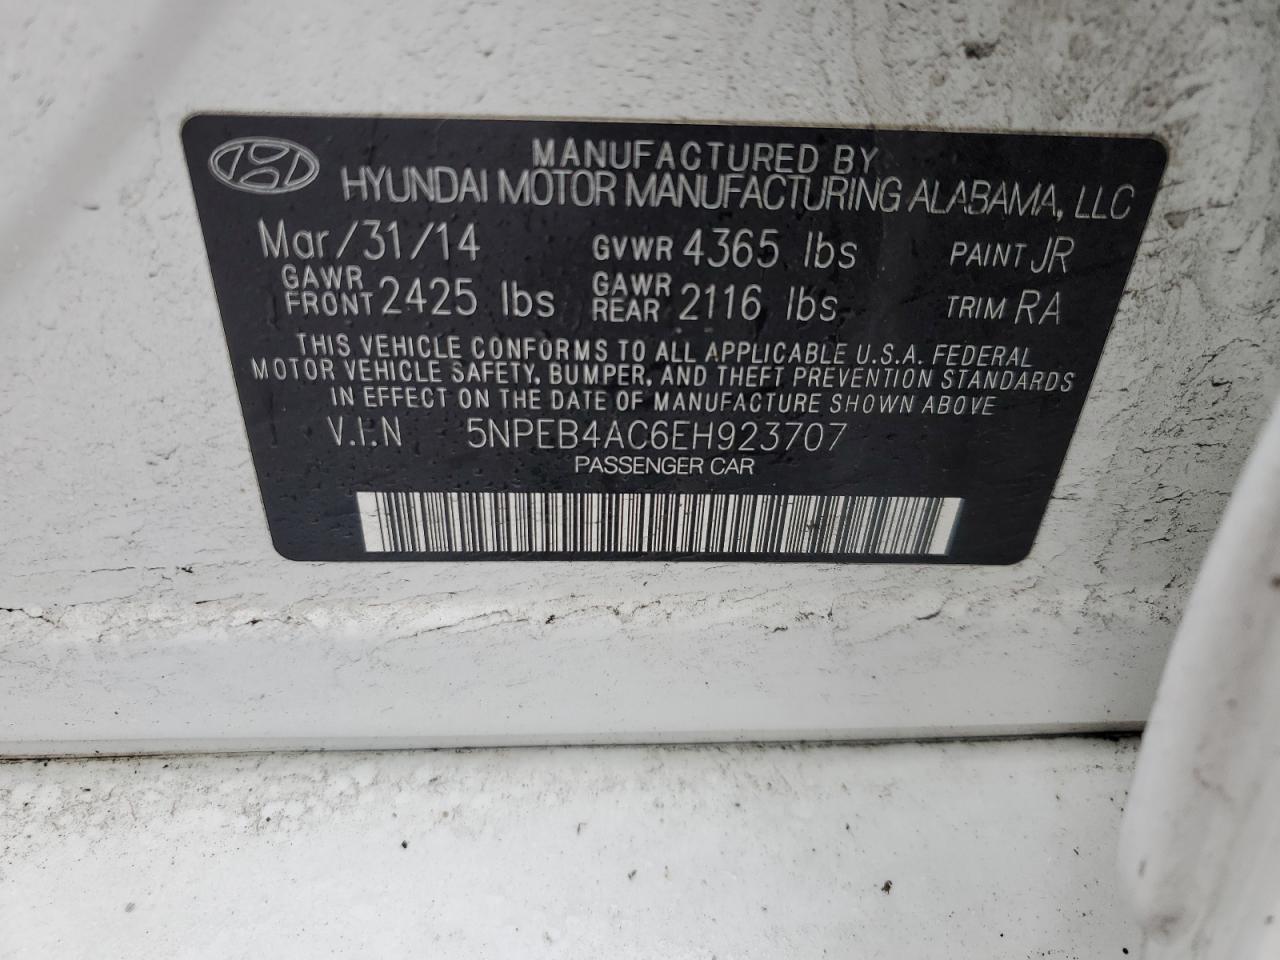 MANUFACTURED BY
HYUNDAI MOTOR MANUFACTURING ALABAMA, LLC
Mar/31/14 GVWR 4365 lbs PAINT JR
GAWR FRONT 2425 lbs GAWR REAR 2116 lbs TRIM RA
THIS VEHICLE CONFORMS TO ALL APPLICABLE U.S.A. FEDERAL
MOTOR VEHICLE SAFETY, BUMPER, AND THEFT PREVENTION STANDARDS
IN EFFECT ON THE DATE OF MANUFACTURE SHOWN ABOVE
V.I.N 5NPEB4AC6EH923707
PASSENGER CAR